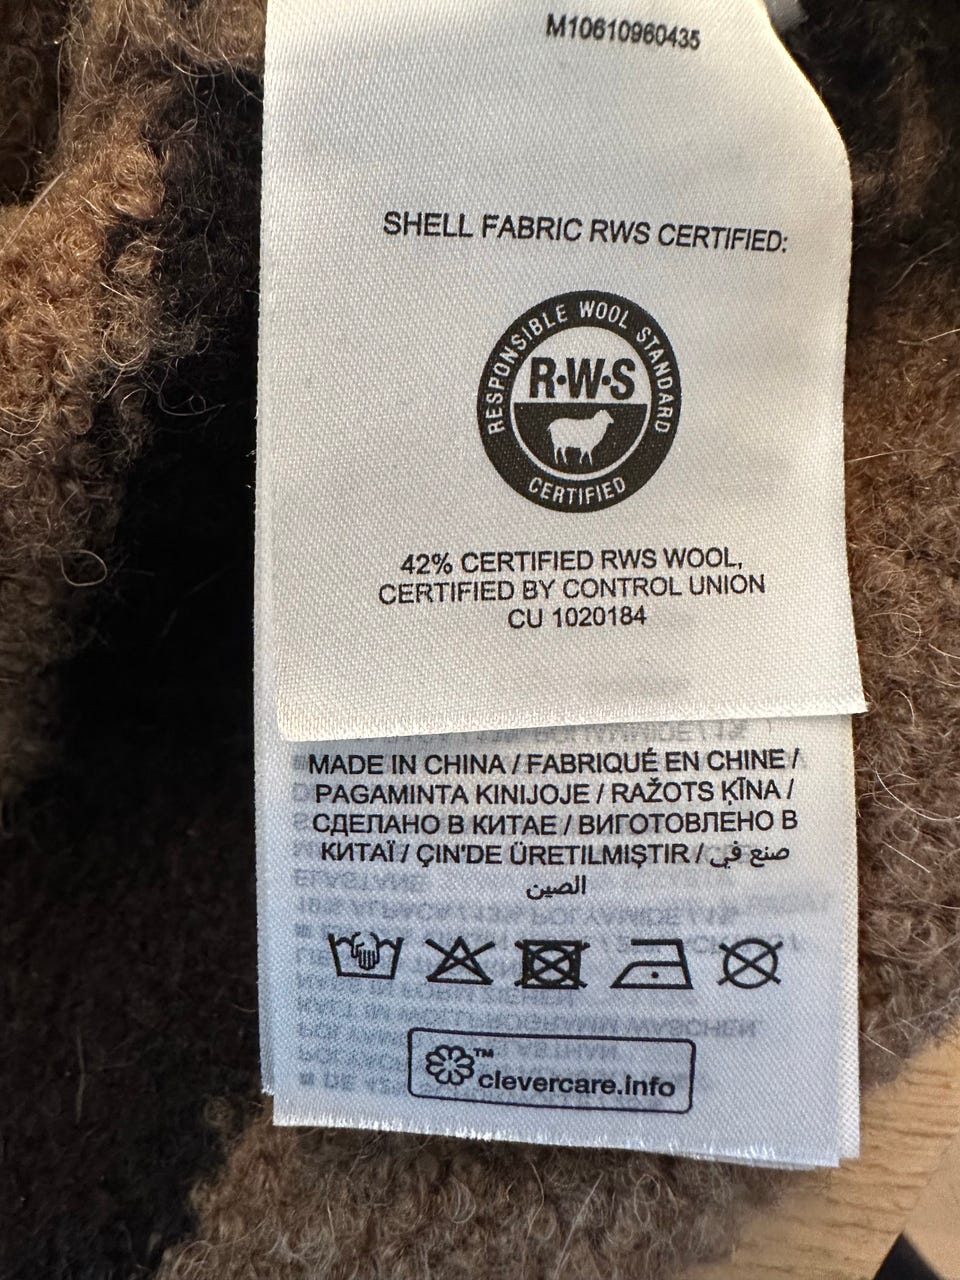 M10610960435
SHELL FABRIC RWS CERTIFIED:
RESPONSIBLE WOOL STANDARD
R·W·S
CERTIFIED
42% CERTIFIED RWS WOOL,
CERTIFIED BY CONTROL UNION
CU 1020184
MADE IN CHINA / FABRIQUÉ EN CHINE /
PAGAMINTA KINIJOJE / RAŽOTS ĶĪNA /
СДЕЛАНО В КИТАЕ / ВИГОТОВЛЕНО В
КИТАЇ / ÇIN'DE ÜRETILMIŞTIR / صنع في
الصين
™
clevercare.info